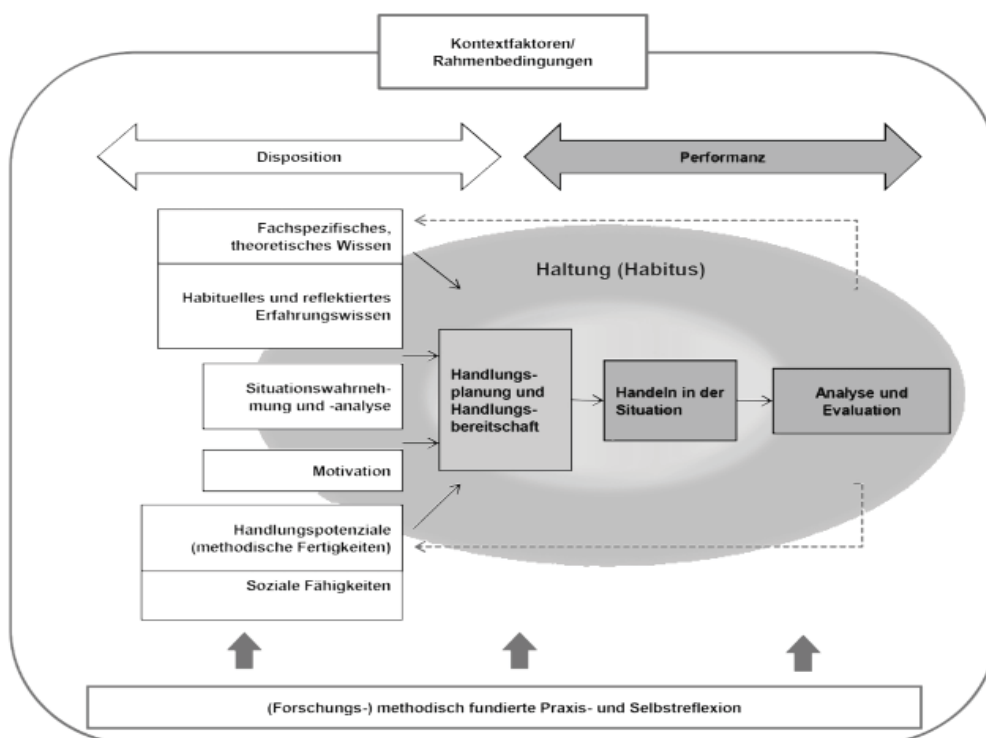 Kontextfaktoren/
Rahmenbedingungen
Disposition
Performanz
Fachspezifisches,
theoretisches Wissen
Habituelles und reflektiertes
Erfahrungswissen
Situationswahrneh-
mung und -analyse
Motivation
Handlungspotenziale
(methodische Fertigkeiten)
Soziale Fähigkeiten
Haltung (Habitus)
Handlungs-
planung und
Handlungs-
bereitschaft
Handeln in der
Situation
Analyse und
Evaluation
(Forschungs-) methodisch fundierte Praxis- und Selbstreflexion